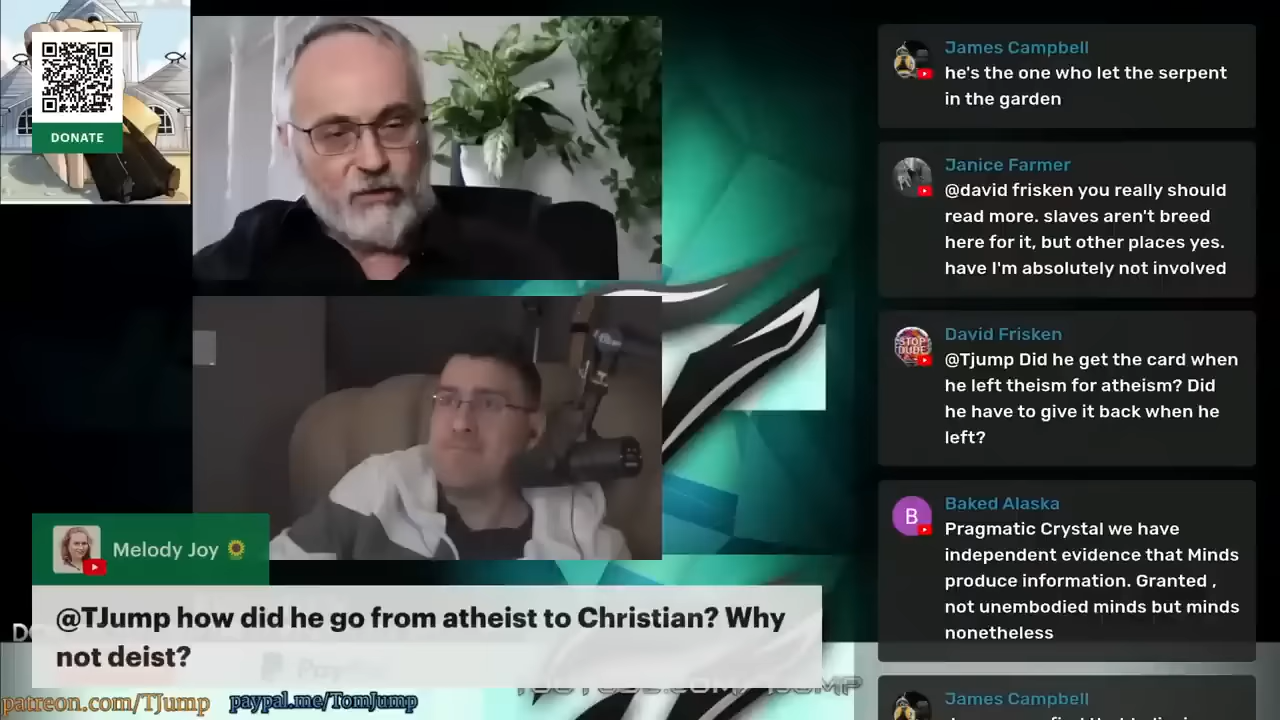 DONATE
James Campbell
he's the one who let the serpent
in the garden
Janice Farmer
@david frisken you really should
read more. slaves aren't breed
here for it, but other places yes.
have I'm absolutely not involved
David Frisken
STOP
DUDE
@Tjump Did he get the card when
he left theism for atheism? Did
he have to give it back when he
left?
B
Baked Alaska
Pragmatic Crystal we have
independent evidence that Minds
produce information. Granted ,
not unembodied minds but minds
nonetheless
James Campbell
Melody Joy
@TJump how did he go from atheist to Christian? Why
not deist?
patreon.com/TJump
paypal.me/TomJump
YOUTUBE.COM/TJUMP